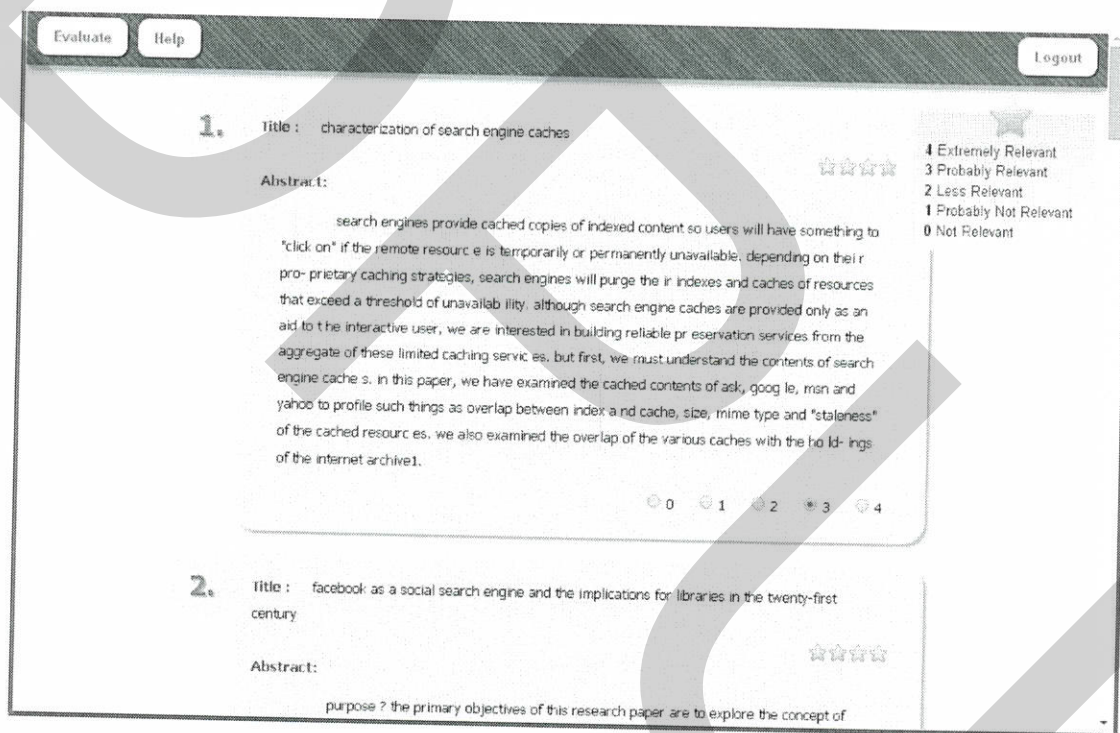 Evaluate Help Logout
1. Title : characterization of search engine caches
Abstract:
search engines provide cached copies of indexed content so users will have something to
"click on" if the remote resourc e is temporarily or permanently unavailable. depending on thei r
pro- prietary caching strategies, search engines will purge the ir indexes and caches of resources
that exceed a threshold of unavailab ility. although search engine caches are provided only as an
aid to t he interactive user, we are interested in building reliable pr eservation services from the
aggregate of these limited caching servic es. but first, we must understand the contents of search
engine cache s. in this paper, we have examined the cached contents of ask, goog le, msn and
yahoo to profile such things as overlap between index a nd cache, size, mime type and "staleness"
of the cached resourc es. we also examined the overlap of the various caches with the ho ld- ings
of the internet archive1.
0 1 2 3 4
4 Extremely Relevant
3 Probably Relevant
2 Less Relevant
1 Probably Not Relevant
0 Not Relevant
2. Title : facebook as a social search engine and the implications for libraries in the twenty-first
century
Abstract:
purpose ? the primary objectives of this research paper are to explore the concept of